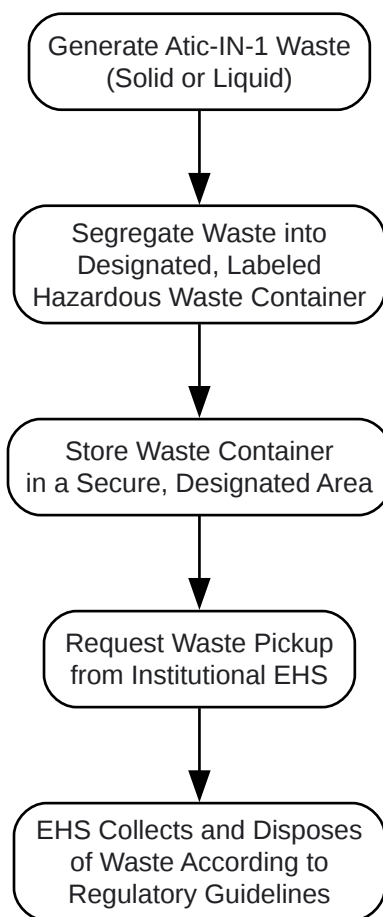 Generate Atic-IN-1 Waste
(Solid or Liquid)
Segregate Waste into
Designated, Labeled
Hazardous Waste Container
Store Waste Container
in a Secure, Designated Area
Request Waste Pickup
from Institutional EHS
EHS Collects and Disposes
of Waste According to
Regulatory Guidelines